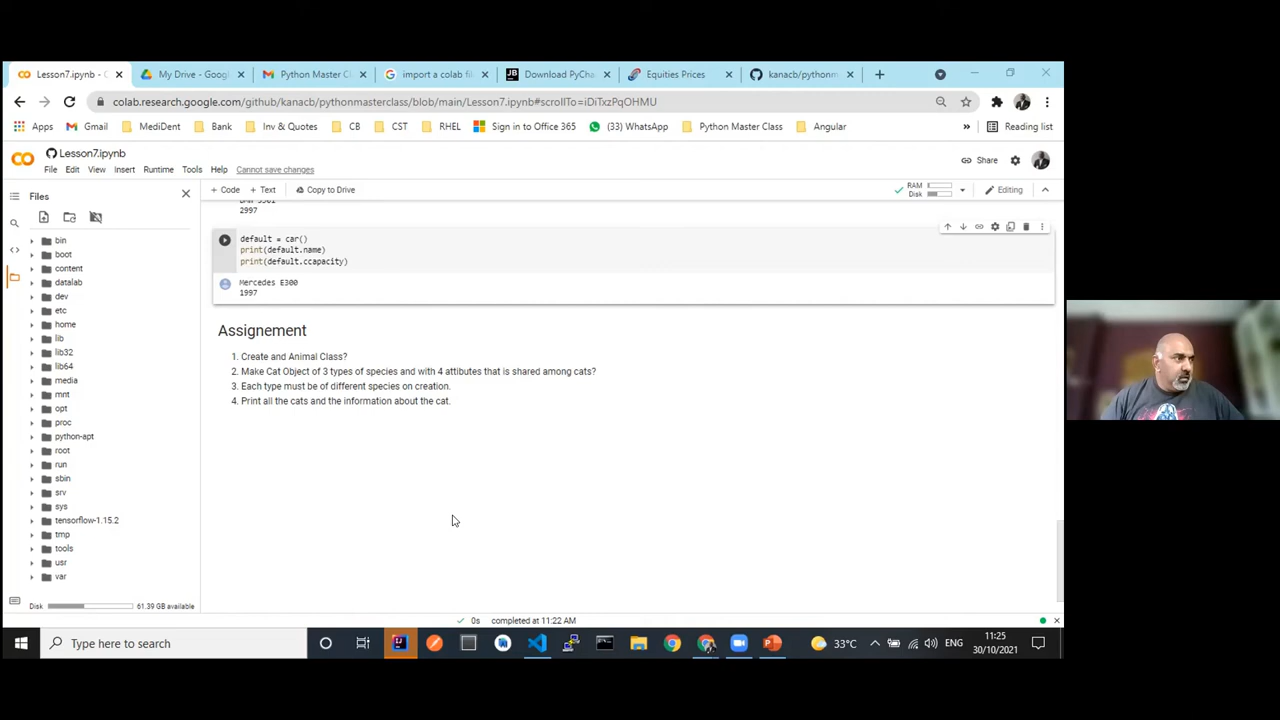 Lesson7.ipynb - C
My Drive - Googl
Python Master Cl
import a colab fil
Download PyCha
Equities Prices
kanacb/pythonm
colab.research.google.com/github/kanacb/pythonmasterclass/blob/main/Lesson7.ipynb#scrollTo=iDiTxzPqOHMU
Apps
Gmail
MediDent
Bank
Inv & Quotes
CB
CST
RHEL
Sign in to Office 365
(33) WhatsApp
Python Master Class
Angular
»
Reading list
Lesson7.ipynb
Share
File Edit View Insert Runtime Tools Help Cannot save changes
Files
+ Code + Text Copy to Drive
RAM
Disk
Editing
2997
default = car()
print(default.name)
print(default.ccapacity)
Mercedes E300
1997
Assignement
1. Create and Animal Class?
2. Make Cat Object of 3 types of species and with 4 attibutes that is shared among cats?
3. Each type must be of different species on creation.
4. Print all the cats and the information about the cat.
bin
boot
content
datalab
dev
etc
home
lib
lib32
lib64
media
mnt
opt
proc
python-apt
root
run
sbin
srv
sys
tensorflow-1.15.2
tmp
tools
usr
var
Disk 61.39 GB available
0s completed at 11:22 AM
Type here to search
33°C
ENG
11:25
30/10/2021